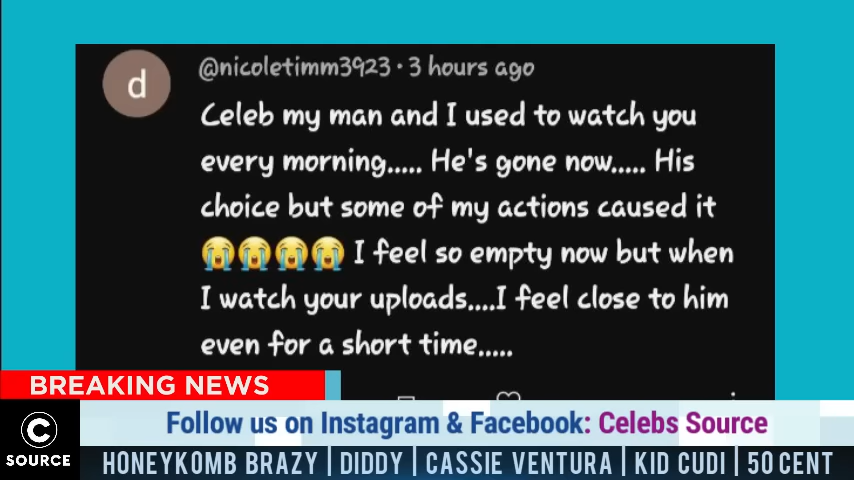 d
@nicoletimm3923 · 3 hours ago
Celeb my man and I used to watch you
every morning..... He's gone now..... His
choice but some of my actions caused it
😭😭😭😭 I feel so empty now but when
I watch your uploads....I feel close to him
even for a short time.....
BREAKING NEWS
Follow us on Instagram & Facebook: Celebs Source
C
SOURCE
HONEYKOMB BRAZY | DIDDY | CASSIE VENTURA | KID CUDI | 50 CENT